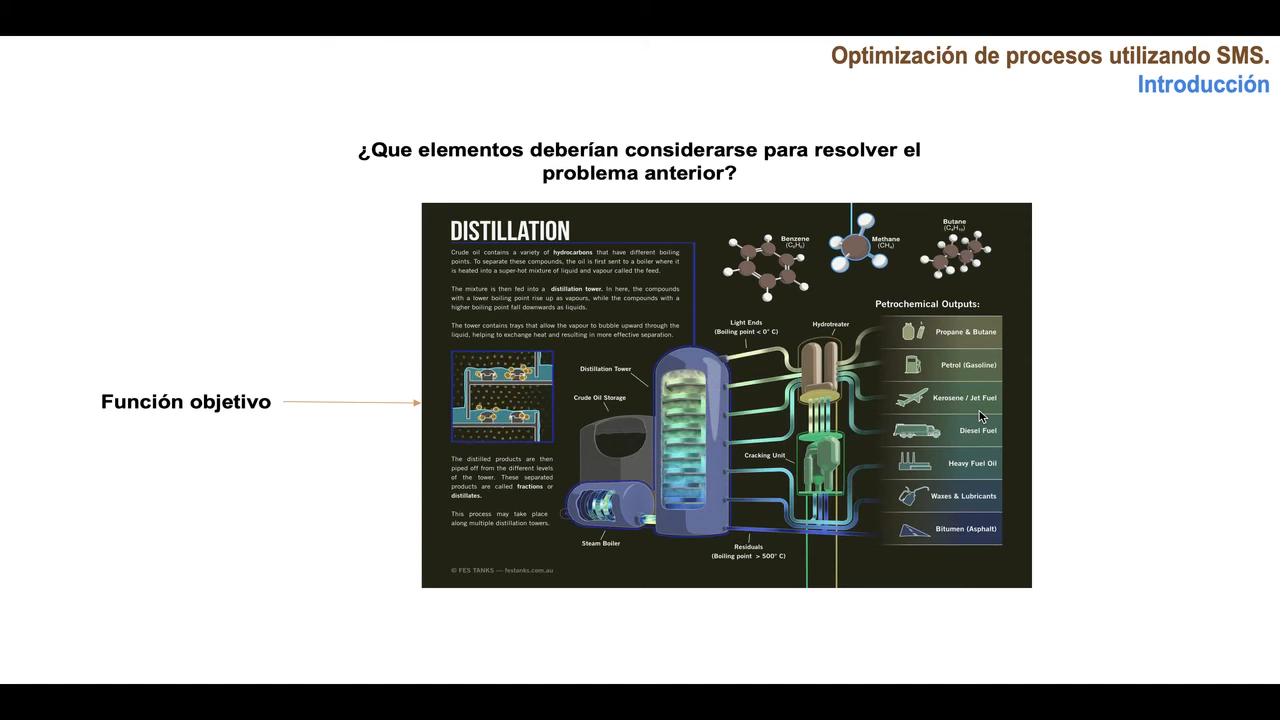 Optimización de procesos utilizando SMS.
Introducción
¿Que elementos deberían considerarse para resolver el
problema anterior?
Función objetivo
DISTILLATION
Crude oil contains a variety of hydrocarbons that have different boiling
points. To separate these compounds, the oil is first sent to a boiler where it
is heated into a super-hot mixture of liquid and vapour called the feed.
The mixture is then fed into a distillation tower. In here, the compounds
with a lower boiling point rise up as vapours, while the compounds with a
higher boiling point fall downwards as liquids.
The tower contains trays that allow the vapour to bubble upward through the
liquid, helping to exchange heat and resulting in more effective separation.
The distilled products are then
piped off from the different levels
of the tower. These separated
products are called fractions or
distillates.
This process may take place
along multiple distillation towers.
© FES TANKS — festanks.com.au
Benzene
(C₆H₆)
Methane
(CH₄)
Butane
(C₄H₁₀)
Light Ends
(Boiling point < 0° C)
Hydrotreater
Distillation Tower
Crude Oil Storage
Cracking Unit
Steam Boiler
Residuals
(Boiling point > 500° C)
Petrochemical Outputs:
Propane & Butane
Petrol (Gasoline)
Kerosene / Jet Fuel
Diesel Fuel
Heavy Fuel Oil
Waxes & Lubricants
Bitumen (Asphalt)